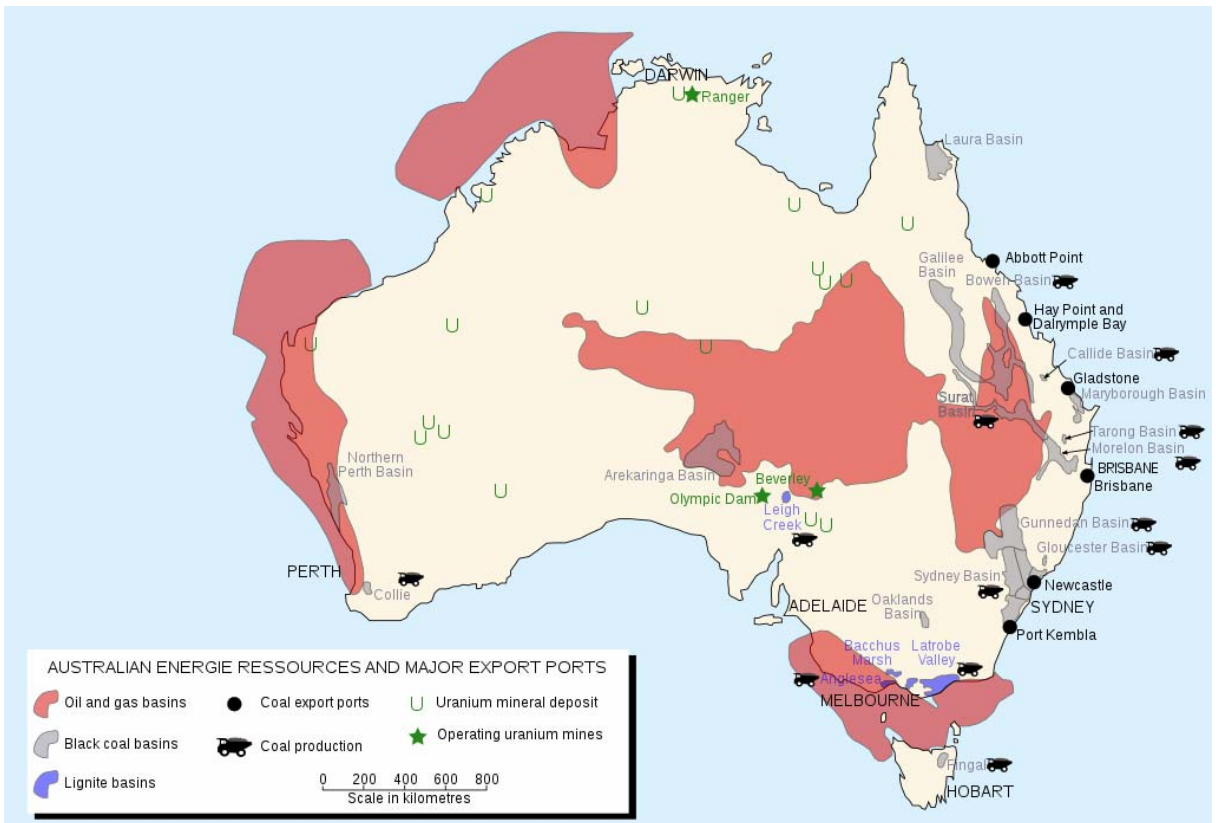 DARWIN
U
Ranger
Laura Basin
U
U
U
Galilee
Basin
Abbott Point
U
Bowen Basin
U
U
Hay Point and
Dalrymple Bay
U
U
U
U
Callide Basin
Gladstone
Maryborough Basin
Surat
Basin
U
U
U
Tarong Basin
Morelon Basin
Northern
Perth Basin
Arekaringa Basin
Beverley
BRISBANE
Brisbane
U
Olympic Dam
Leigh
Creek
U
U
Gunnedan Basin
Gloucester Basin
PERTH
Collie
Sydney Basin
Newcastle
ADELAIDE
Oaklands
Basin
SYDNEY
Port Kembla
Bacchus
Marsh
Latrobe
Valley
Anglesea
MELBOURNE
Fingal
HOBART
AUSTRALIAN ENERGIE RESSOURCES AND MAJOR EXPORT PORTS
Oil and gas basins
Coal export ports
U Uranium mineral deposit
Black coal basins
Coal production
Operating uranium mines
Lignite basins
0 200 400 600 800
Scale in kilometres